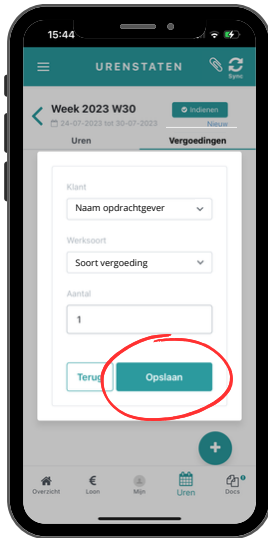 15:44
URENSTATEN
Sync
Week 2023 W30
Indienen
24-07-2023 tot 30-07-2023
Nieuw
Uren Vergoedingen
Klant
Naam opdrachtgever
Werksoort
Soort vergoeding
Aantal
1
Terug Opslaan
+
Overzicht Loon Mijn Uren Docs